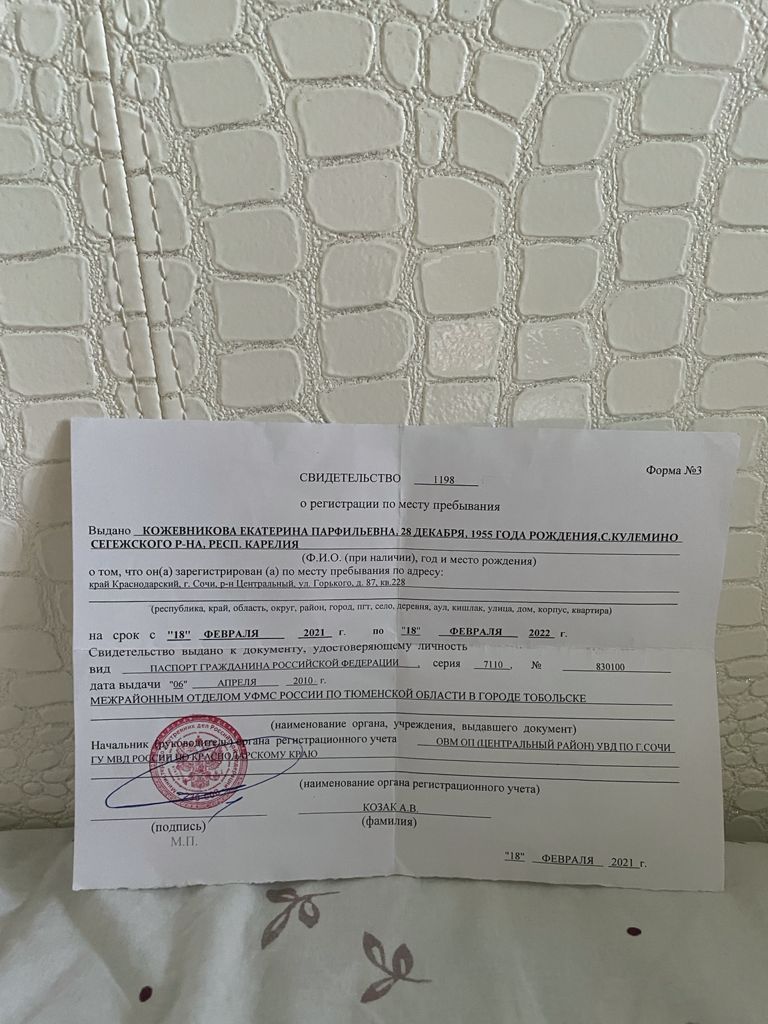 Форма №3
СВИДЕТЕЛЬСТВО 1198
о регистрации по месту пребывания
Выдано КОЖЕВНИКОВА ЕКАТЕРИНА ПАРФИЛЬЕВНА, 28 ДЕКАБРЯ, 1955 ГОДА РОЖДЕНИЯ,С.КУЛЕМИНО
СЕГЕЖСКОГО Р-НА, РЕСП. КАРЕЛИЯ
(Ф.И.О. (при наличии), год и место рождения)
о том, что он(а) зарегистрирован (а) по месту пребывания по адресу:
край Краснодарский, г. Сочи, р-н Центральный, ул. Горького, д. 87, кв.228
(республика, край, область, округ, район, город, пгт, село, деревня, аул, кишлак, улица, дом, корпус, квартира)
на срок с "18" ФЕВРАЛЯ 2021 г. по "18" ФЕВРАЛЯ 2022 г.
Свидетельство выдано к документу, удостоверяющему личность
вид ПАСПОРТ ГРАЖДАНИНА РОССИЙСКОЙ ФЕДЕРАЦИИ, серия 7110, № 830100
дата выдачи "06" АПРЕЛЯ 2010 г.
МЕЖРАЙОННЫМ ОТДЕЛОМ УФМС РОССИИ ПО ТЮМЕНСКОЙ ОБЛАСТИ В ГОРОДЕ ТОБОЛЬСКЕ
(наименование органа, учреждения, выдавшего документ)
Начальник (руководитель) органа регистрационного учета ОВМ ОП (ЦЕНТРАЛЬНЫЙ РАЙОН) УВД ПО Г.СОЧИ
ГУ МВД РОССИИ ПО КРАСНОДАРСКОМУ КРАЮ
(наименование органа регистрационного учета)
КОЗАК А.В.
(подпись) (фамилия)
М.П.
"18" ФЕВРАЛЯ 2021 г.